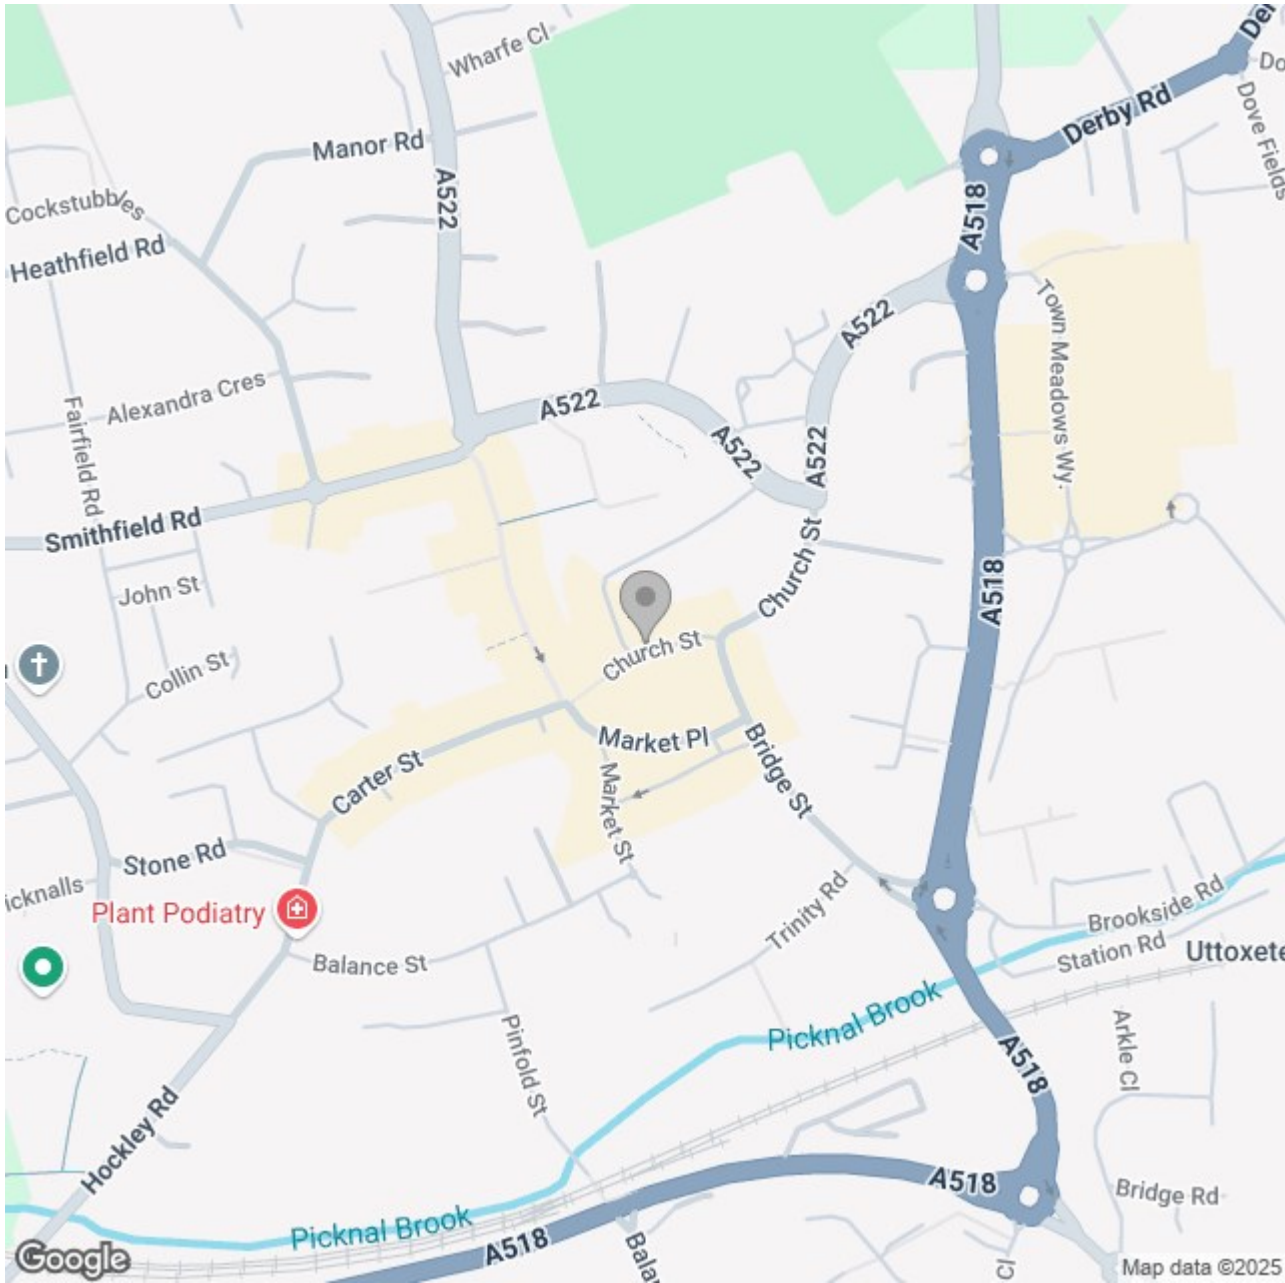 Wharfe Cl
Manor Rd
Derby Rd
Dove Fields
A522
A518
Cockstubbles
Heathfield Rd
A522
Town Meadows Wy.
Alexandra Cres
Fairfield Rd
A522
A522
A522
Smithfield Rd
Church St
A518
John St
Church St
Collin St
Market Pl
Bridge St
Carter St
Market St
Stone Rd
icknalls
Plant Podiatry
Trinity Rd
Brookside Rd
Station Rd
Uttoxete
Balance St
Picknal Brook
Pinfold St
A518
Arkle Cl
Hockley Rd
A518
Bridge Rd
Picknal Brook
A518
Bala
Cl
Google
Map data ©2025